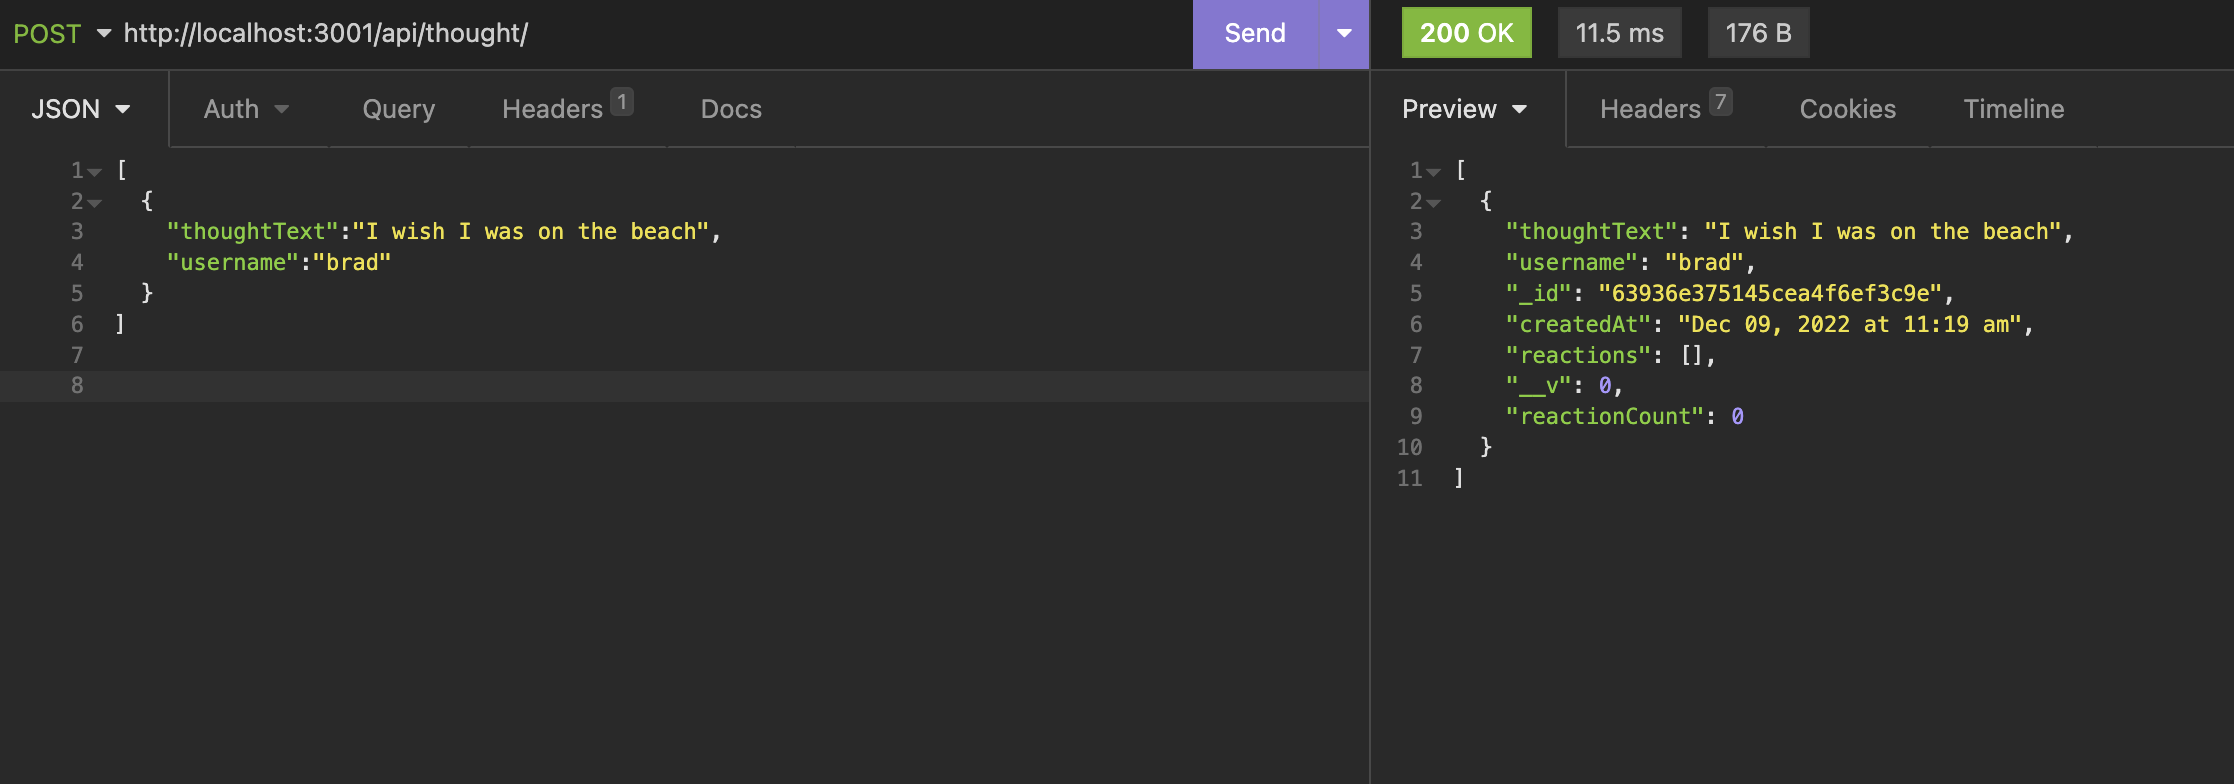 POST http://localhost:3001/api/thought/ Send 200 OK 11.5 ms 176 B
JSON Auth Query Headers 1 Docs
1 [
2 {
3 "thoughtText":"I wish I was on the beach",
4 "username":"brad"
5 }
6 ]
7
8
Preview Headers 7 Cookies Timeline
1 [
2 {
3 "thoughtText": "I wish I was on the beach",
4 "username": "brad",
5 "_id": "63936e375145cea4f6ef3c9e",
6 "createdAt": "Dec 09, 2022 at 11:19 am",
7 "reactions": [],
8 "__v": 0,
9 "reactionCount": 0
10 }
11 ]